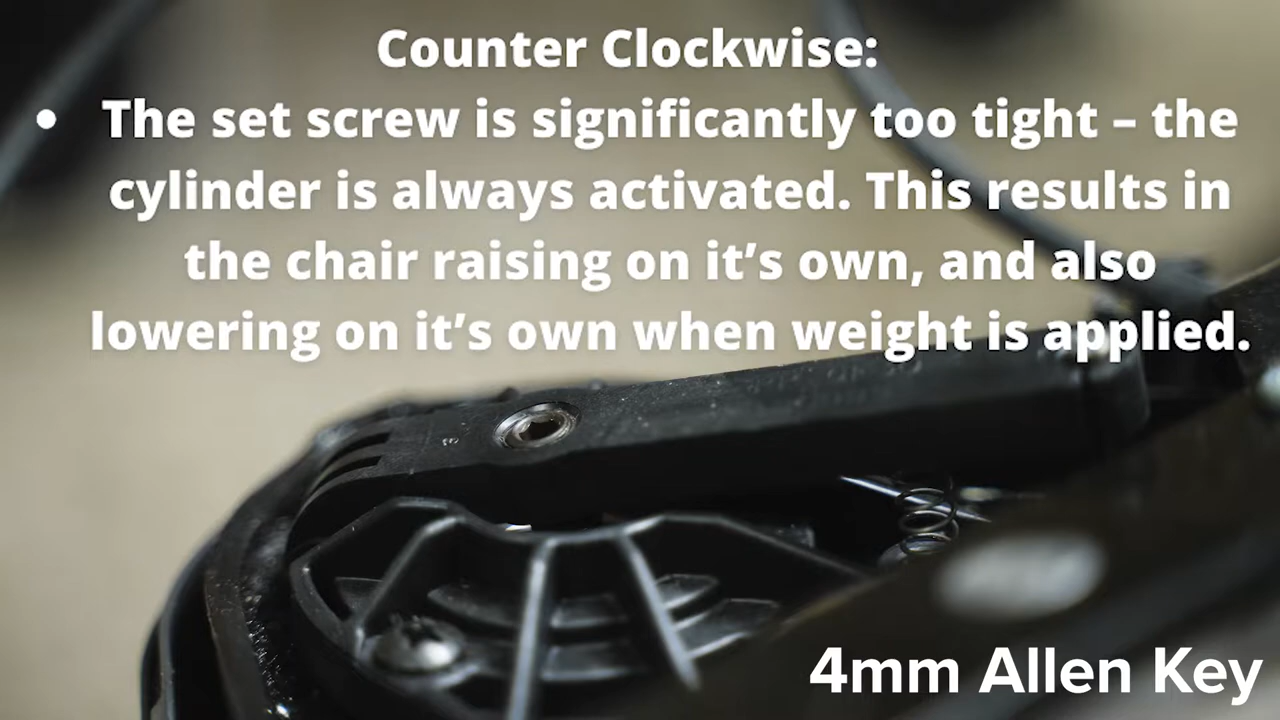 Counter Clockwise:
• The set screw is significantly too tight – the
cylinder is always activated. This results in
the chair raising on it’s own, and also
lowering on it’s own when weight is applied.
4mm Allen Key